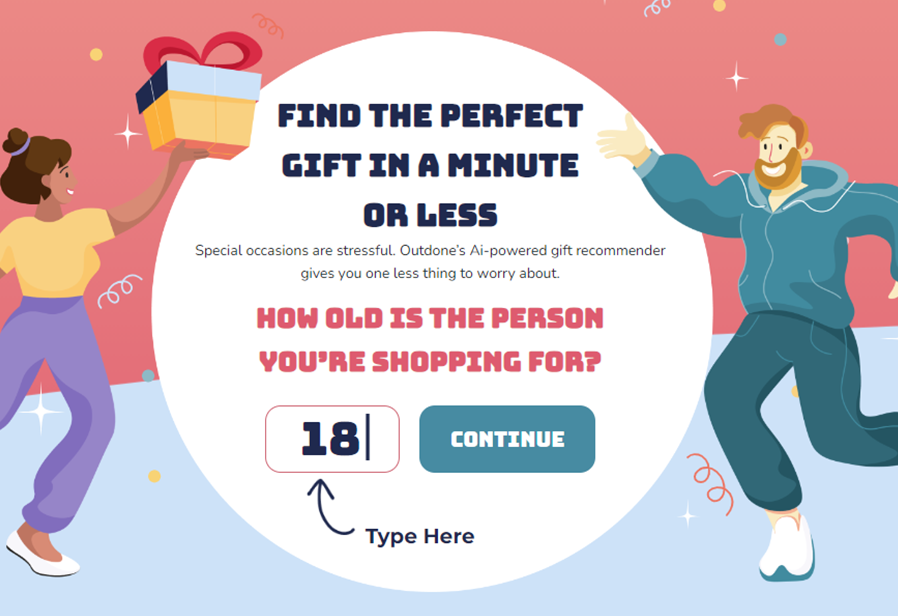 FIND THE PERFECT
GIFT IN A MINUTE
OR LESS
Special occasions are stressful. Outdone's Ai-powered gift recommender
gives you one less thing to worry about.
HOW OLD IS THE PERSON
YOU'RE SHOPPING FOR?
18
CONTINUE
Type Here